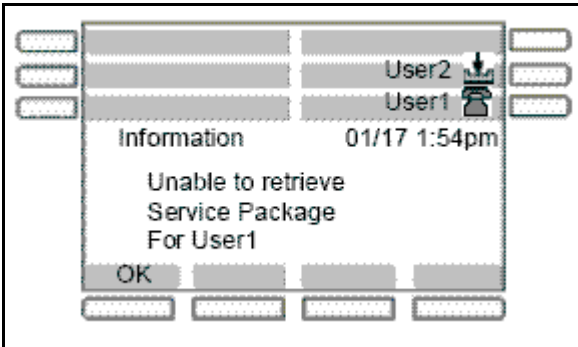 User2
User1
Information 01/17 1:54pm
Unable to retrieve
Service Package
For User1
OK